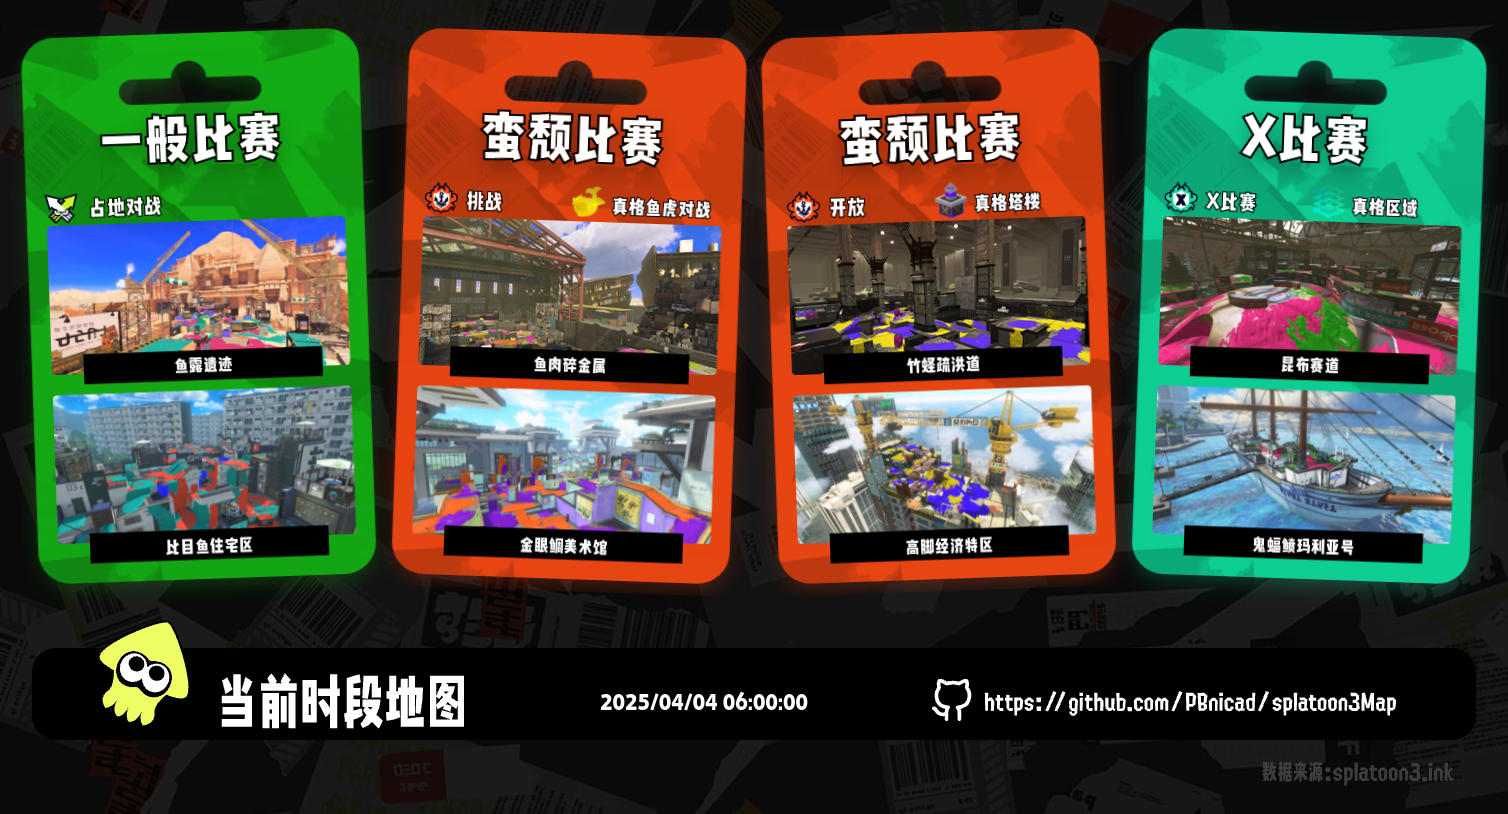 一般比赛
占地对战
鱼露遗迹
比目鱼住宅区
蛮颓比赛
挑战
真格鱼虎对战
鱼肉碎金属
金眼鲷美术馆
蛮颓比赛
开放
真格塔楼
竹蛏疏洪道
高脚经济特区
X比赛
X比赛
真格区域
昆布赛道
鬼蝠鲼玛利亚号
当前时段地图
2025/04/04 06:00:00
https://github.com/PBnicad/splatoon3Map
数据来源:splatoon3.ink